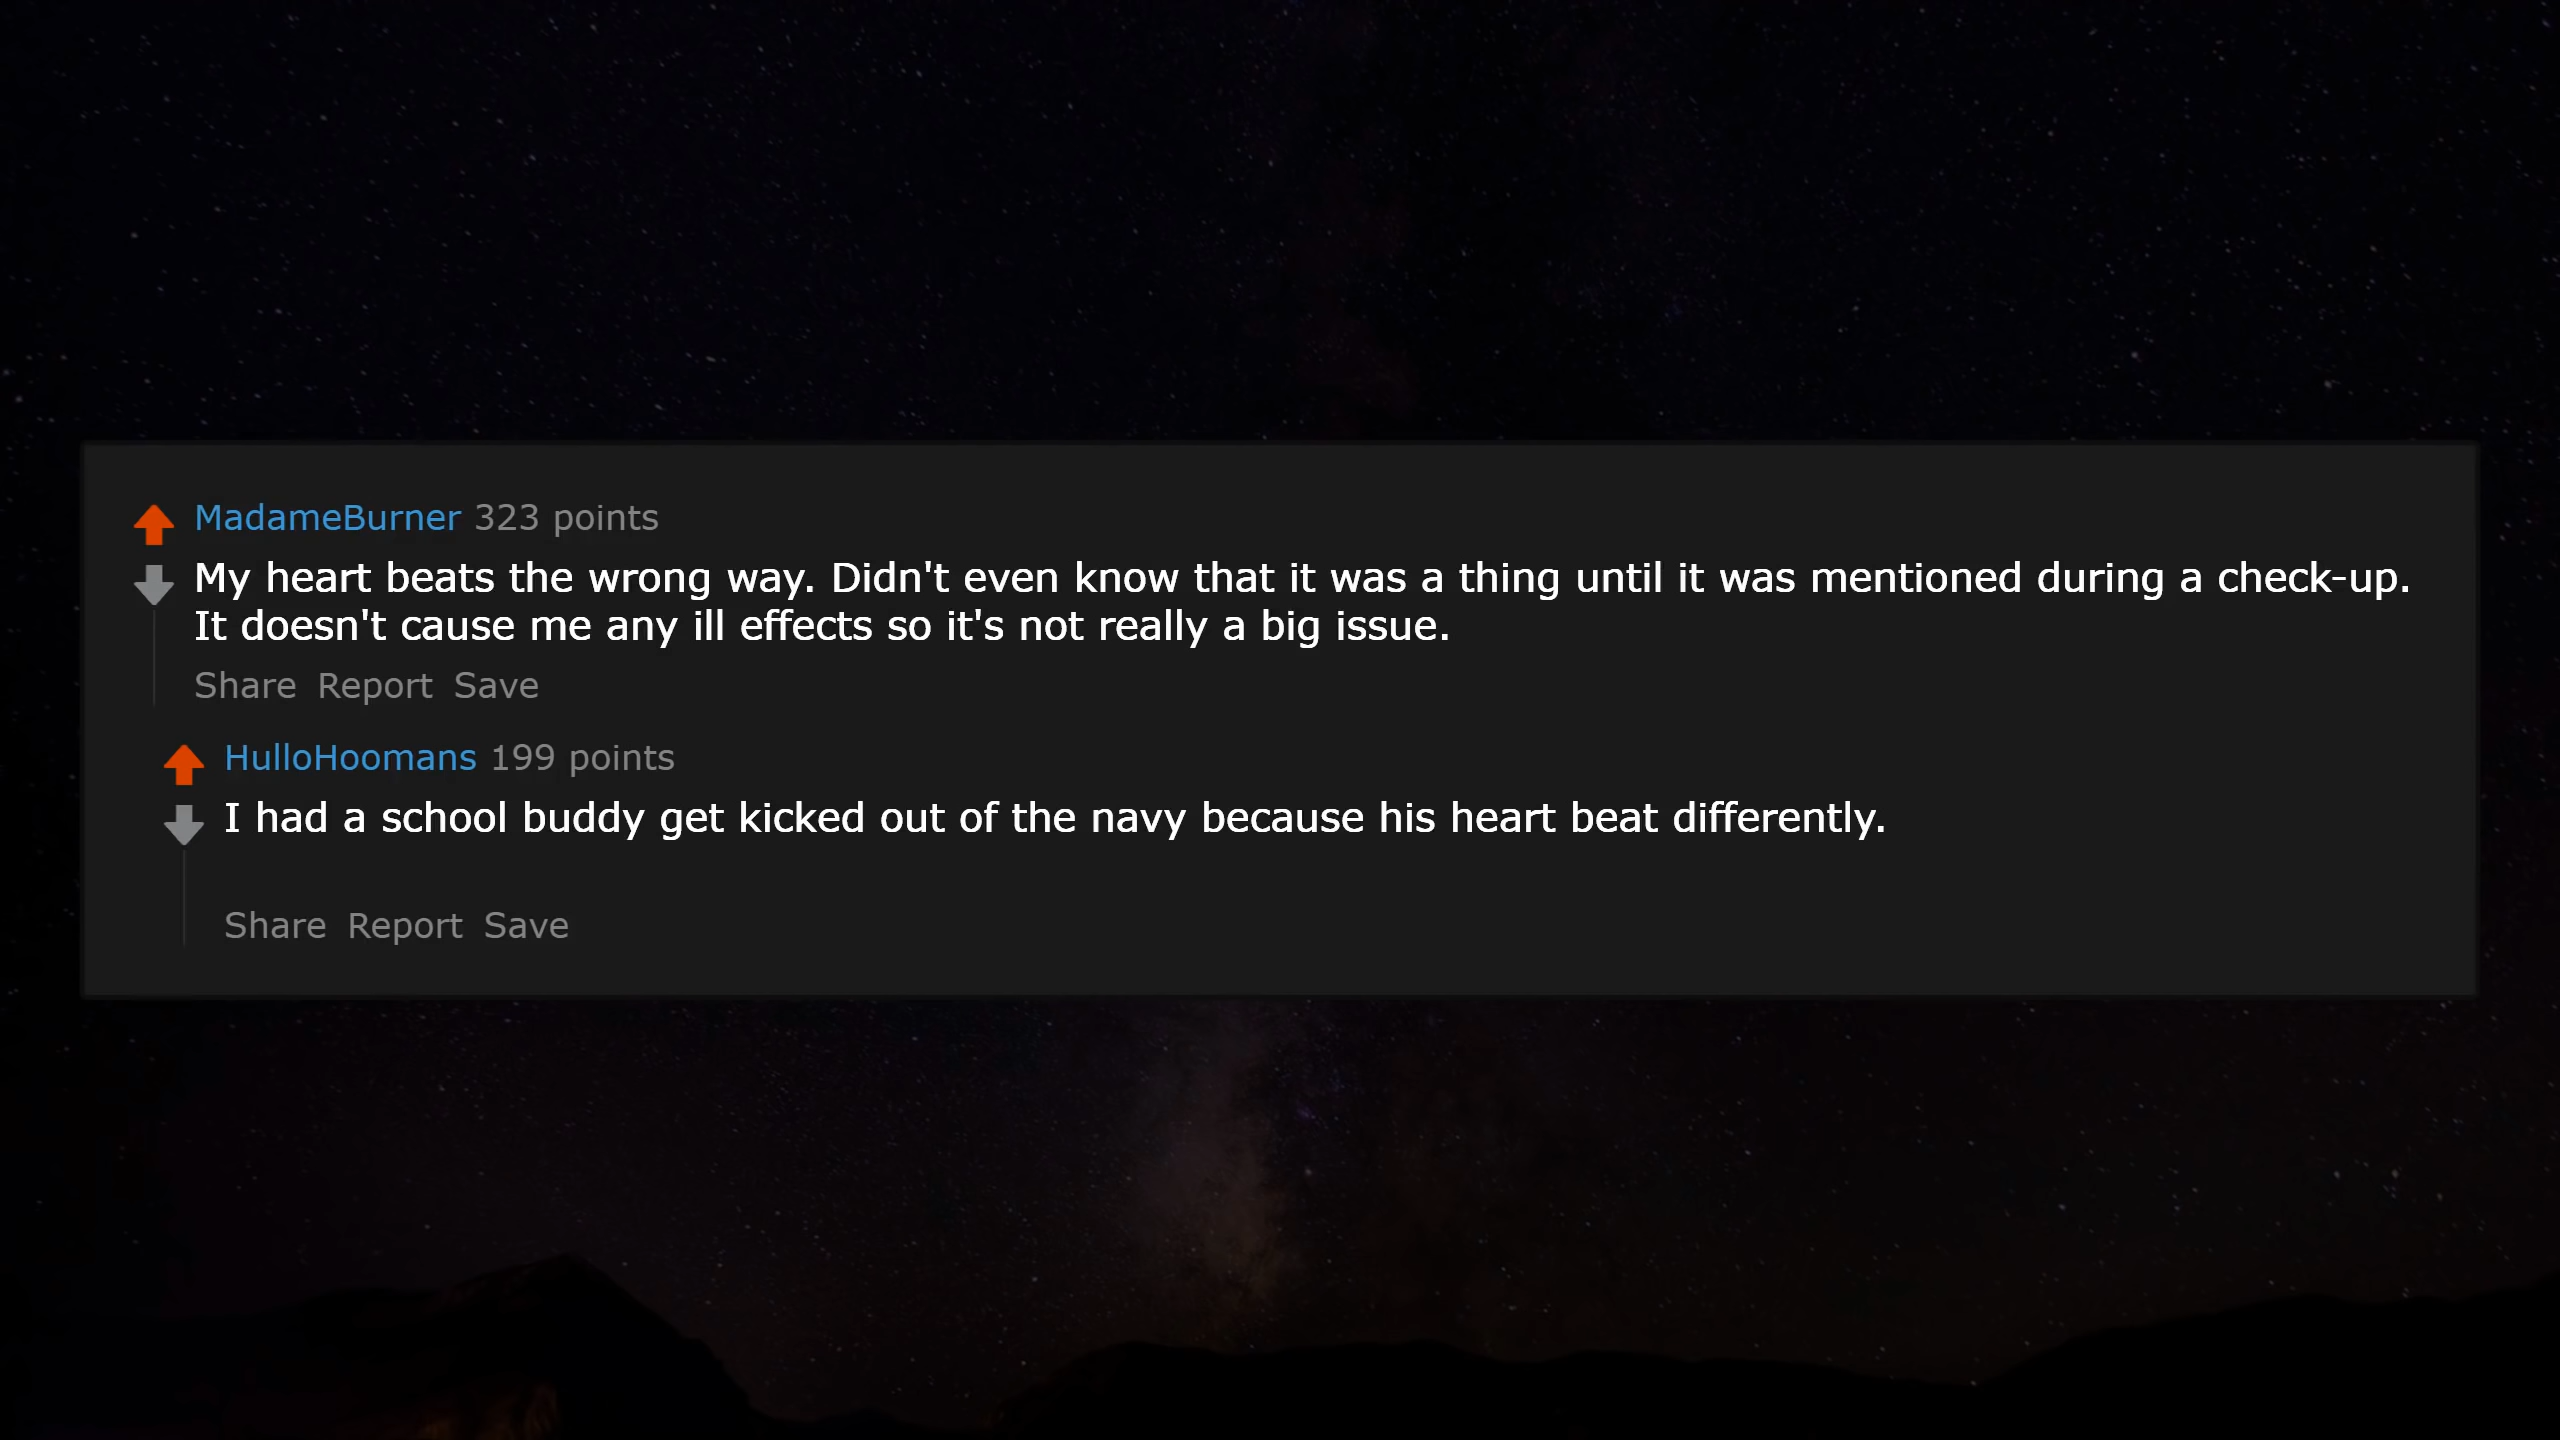 MadameBurner 323 points
My heart beats the wrong way. Didn't even know that it was a thing until it was mentioned during a check-up.
It doesn't cause me any ill effects so it's not really a big issue.
Share Report Save
HulloHoomans 199 points
I had a school buddy get kicked out of the navy because his heart beat differently.
Share Report Save